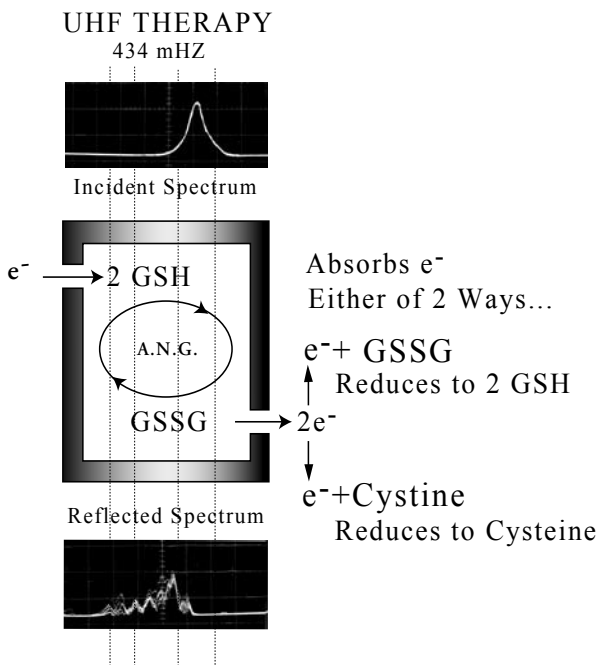 UHF THERAPY
434 mHZ
Incident Spectrum
e-
2 GSH
A.N.G.
GSSG
2e-
Absorbs e-
Either of 2 Ways...
e-+ GSSG
Reduces to 2 GSH
e-+Cystine
Reduces to Cysteine
Reflected Spectrum